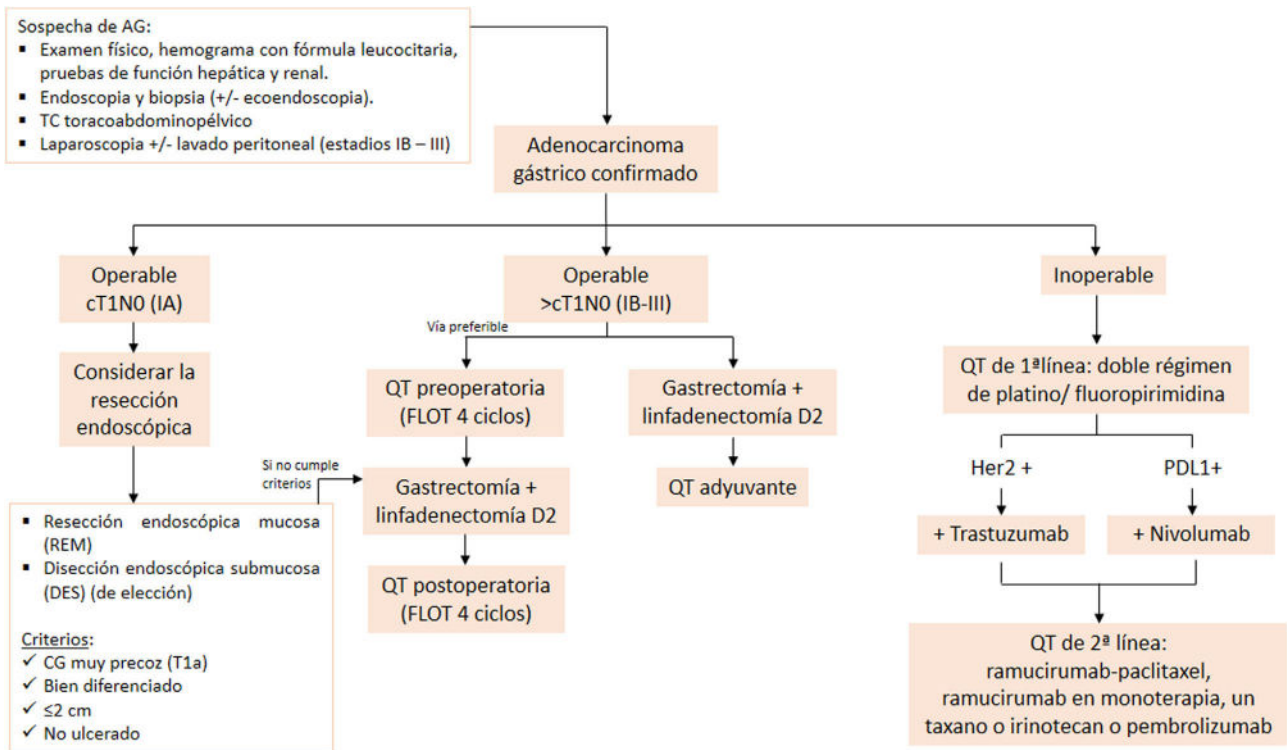 Sospecha de AG:
▪ Examen físico, hemograma con fórmula leucocitaria,
pruebas de función hepática y renal.
▪ Endoscopia y biopsia (+/- ecoendoscopia).
▪ TC toracoabdominopélvico
▪ Laparoscopia +/- lavado peritoneal (estadios IB – III)
Adenocarcinoma
gástrico confirmado
Operable
cT1N0 (IA)
Operable
>cT1N0 (IB-III)
Inoperable
Considerar la
resección
endoscópica
▪ Resección endoscópica mucosa
(REM)
▪ Disección endoscópica submucosa
(DES) (de elección)
Criterios:
✓ CG muy precoz (T1a)
✓ Bien diferenciado
✓ ≤2 cm
✓ No ulcerado
Si no cumple
criterios
Vía preferible
QT preoperatoria
(FLOT 4 ciclos)
Gastrectomía +
linfadenectomía D2
QT postoperatoria
(FLOT 4 ciclos)
Gastrectomía +
linfadenectomía D2
QT adyuvante
QT de 1ªlínea: doble régimen
de platino/ fluoropirimidina
Her2 +
PDL1+
+ Trastuzumab
+ Nivolumab
QT de 2ª línea:
ramucirumab-paclitaxel,
ramucirumab en monoterapia, un
taxano o irinotecan o pembrolizumab